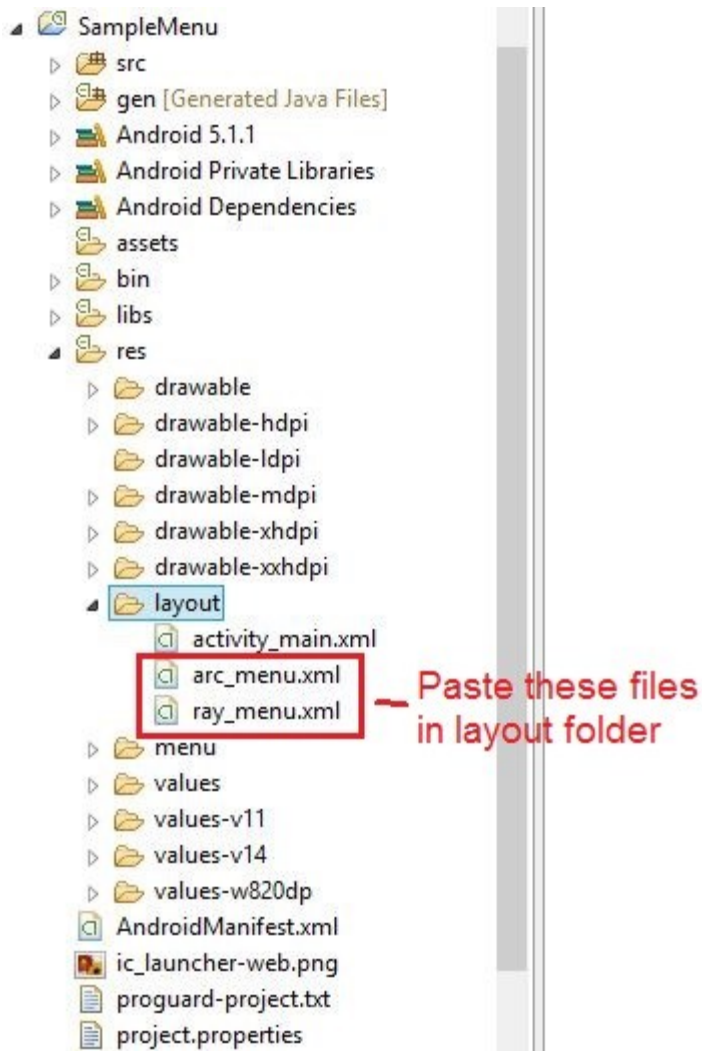 SampleMenu
src
gen [Generated Java Files]
Android 5.1.1
Android Private Libraries
Android Dependencies
assets
bin
libs
res
drawable
drawable-hdpi
drawable-ldpi
drawable-mdpi
drawable-xhdpi
drawable-xxhdpi
layout
activity_main.xml
arc_menu.xml
ray_menu.xml
Paste these files
in layout folder
menu
values
values-v11
values-v14
values-w820dp
AndroidManifest.xml
ic_launcher-web.png
proguard-project.txt
project.properties